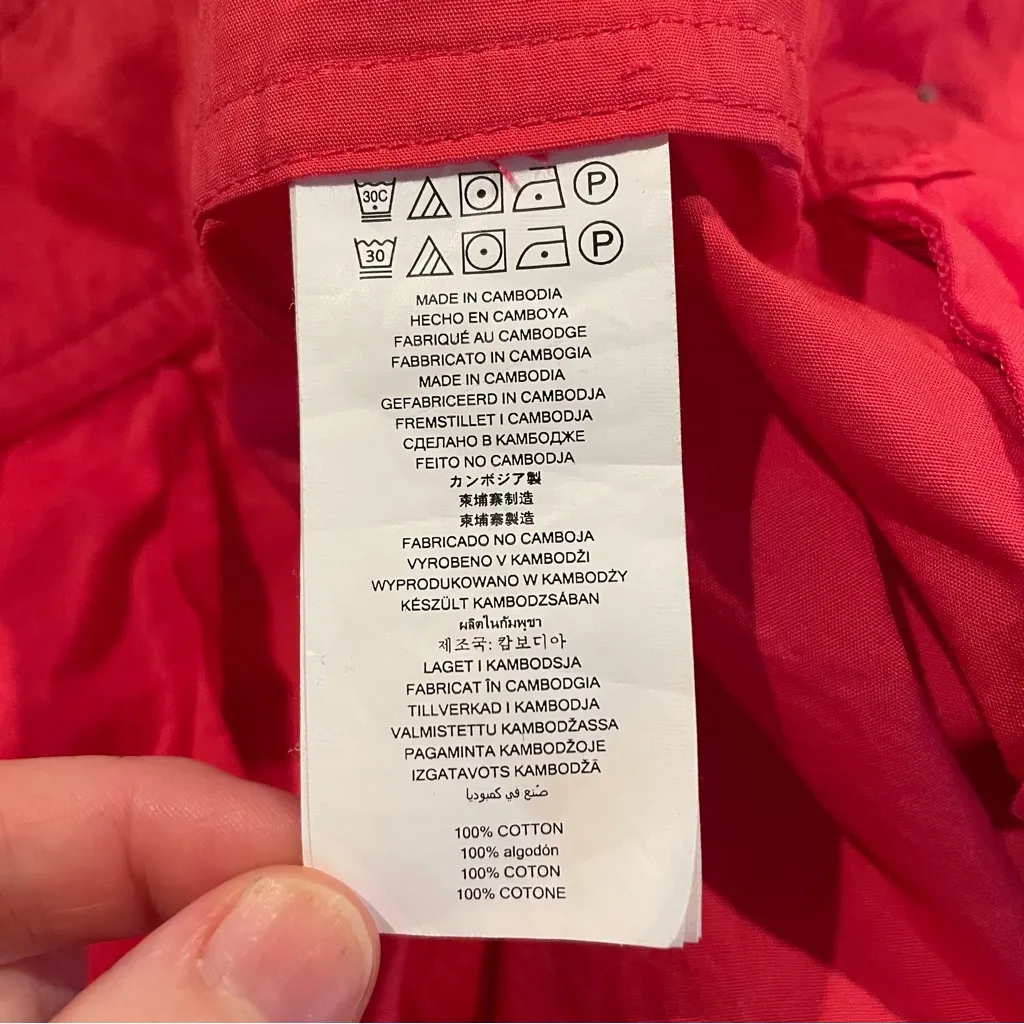 30C P
30 P
MADE IN CAMBODIA
HECHO EN CAMBOYA
FABRIQUÉ AU CAMBODGE
FABBRICATO IN CAMBOGIA
MADE IN CAMBODIA
GEFABRICEERD IN CAMBODJA
FREMSTILLET I CAMBODJA
СДЕЛАНО В КАМБОДЖЕ
FEITO NO CAMBODJA
カンボジア製
柬埔寨制造
柬埔寨製造
FABRICADO NO CAMBOJA
VYROBENO V KAMBODŽI
WYPRODUKOWANO W KAMBODŻY
KÉSZÜLT KAMBODZSÁBAN
ผลิตในกัมพูชา
제조국: 캄보디아
LAGET I KAMBODSJA
FABRICAT ÎN CAMBODGIA
TILLVERKAD I KAMBODJA
VALMISTETTU KAMBODŽASSA
PAGAMINTA KAMBODŽOJE
IZGATAVOTS KAMBODŽĀ
صُنع في كمبوديا
100% COTTON
100% algodón
100% COTON
100% COTONE